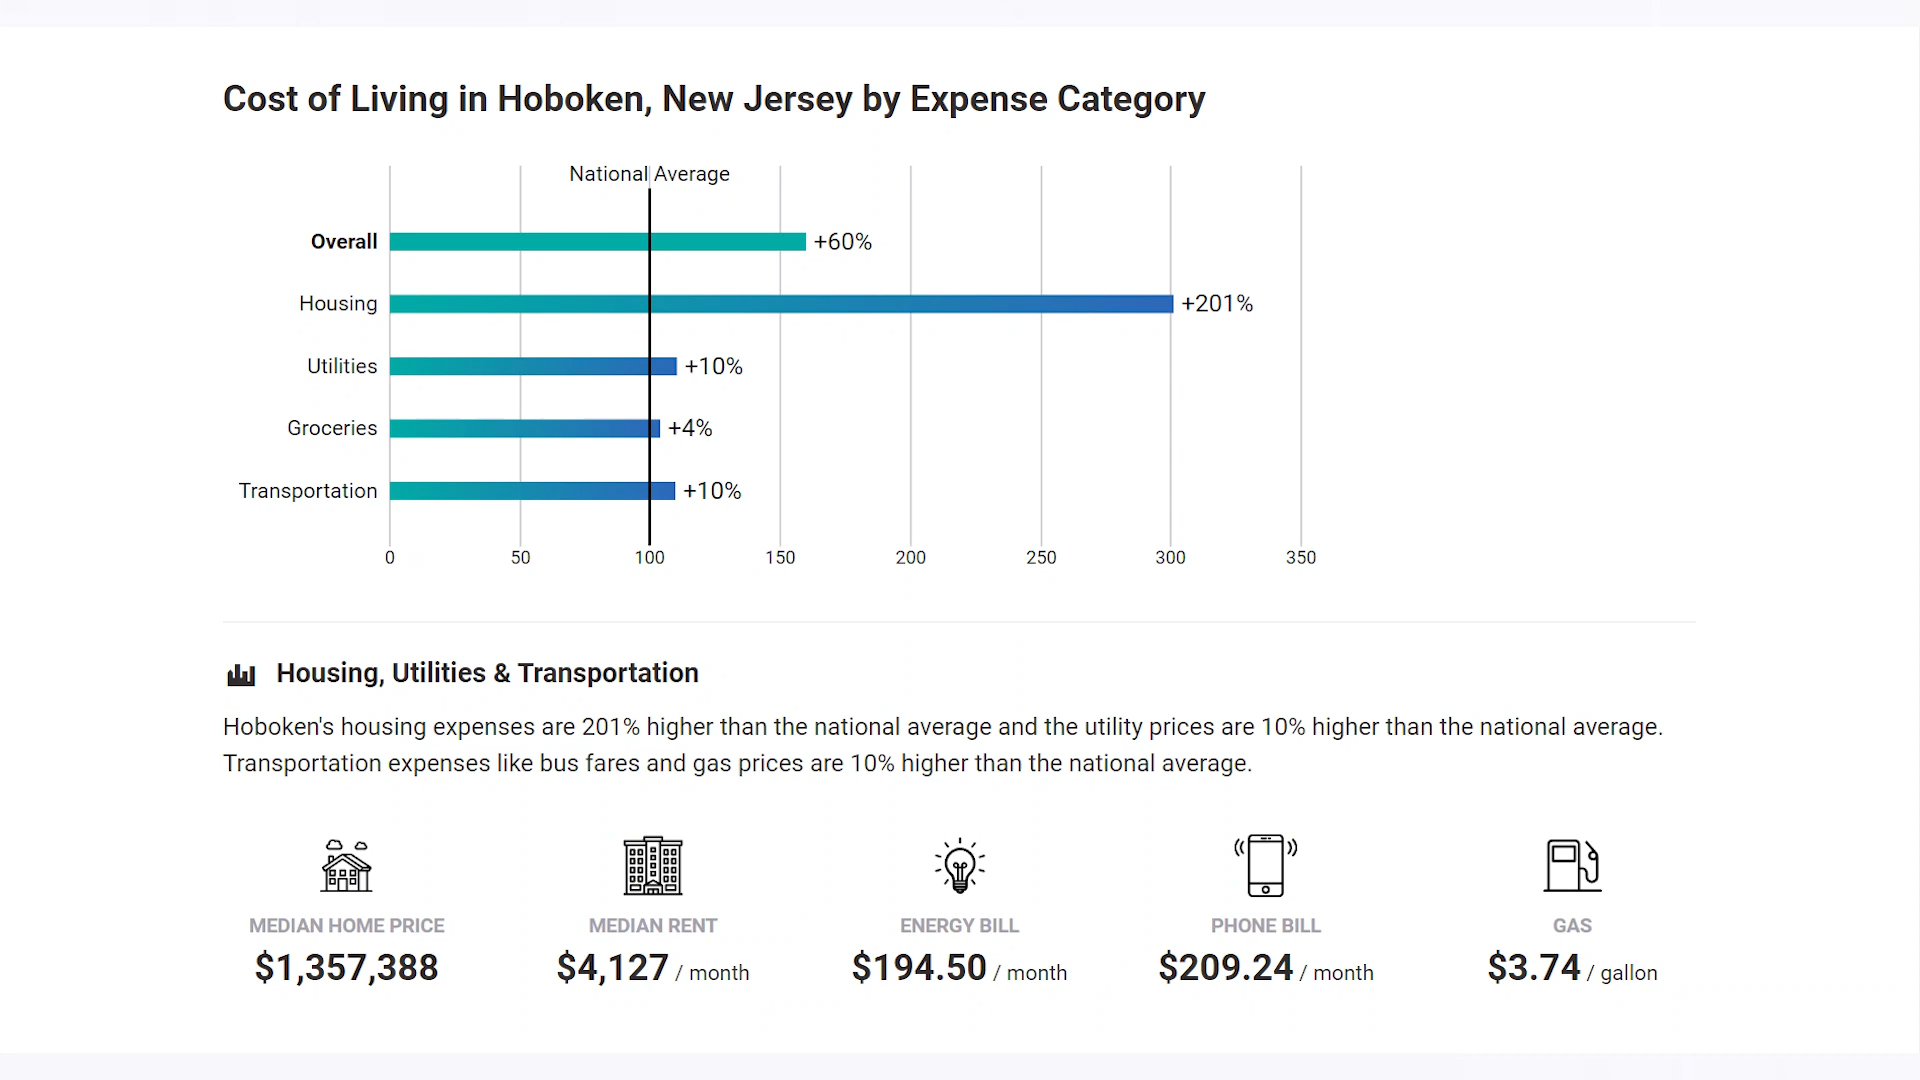 Cost of Living in Hoboken, New Jersey by Expense Category
National Average
Overall +60%
Housing +201%
Utilities +10%
Groceries +4%
Transportation +10%
0 50 100 150 200 250 300 350
Housing, Utilities & Transportation
Hoboken's housing expenses are 201% higher than the national average and the utility prices are 10% higher than the national average.
Transportation expenses like bus fares and gas prices are 10% higher than the national average.
MEDIAN HOME PRICE MEDIAN RENT ENERGY BILL PHONE BILL GAS
$1,357,388 $4,127 / month $194.50 / month $209.24 / month $3.74 / gallon